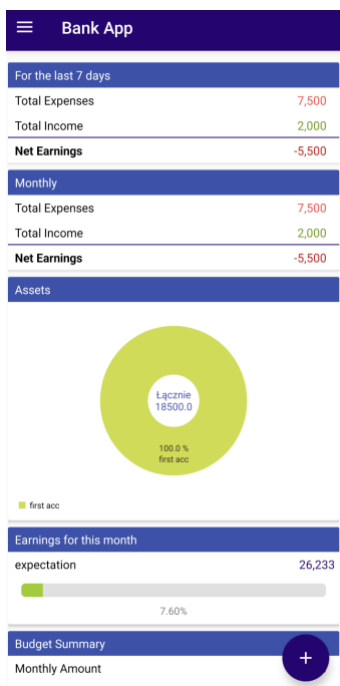 Bank App
For the last 7 days
Total Expenses 7,500
Total Income 2,000
Net Earnings -5,500
Monthly
Total Expenses 7,500
Total Income 2,000
Net Earnings -5,500
Assets
Łącznie
18500.0
100.0 %
first acc
first acc
Earnings for this month
expectation 26,233
7.60%
Budget Summary
+
Monthly Amount